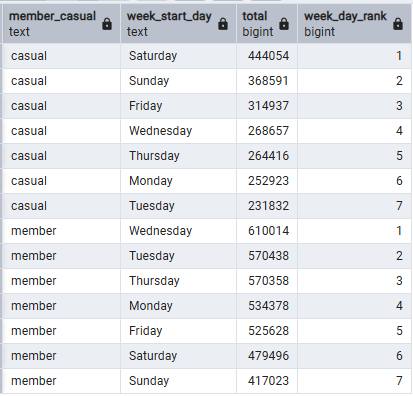 member_casual week_start_day total week_day_rank
text text bigint bigint
casual Saturday 444054 1
casual Sunday 368591 2
casual Friday 314937 3
casual Wednesday 268657 4
casual Thursday 264416 5
casual Monday 252923 6
casual Tuesday 231832 7
member Wednesday 610014 1
member Tuesday 570438 2
member Thursday 570358 3
member Monday 534378 4
member Friday 525628 5
member Saturday 479496 6
member Sunday 417023 7